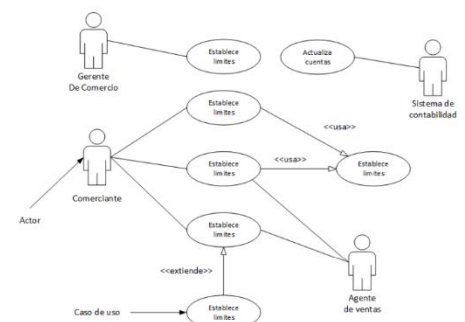 Establece
limites
Actualiza
cuentas
Gerente
De Comercio
Sistema de
contabilidad
Establece
limites
<<usa>>
Establece
limites
<<usa>>
Establece
limites
Comerciante
Actor
Establece
limites
<<extiende>>
Agente
de ventas
Caso de uso
Establece
limites